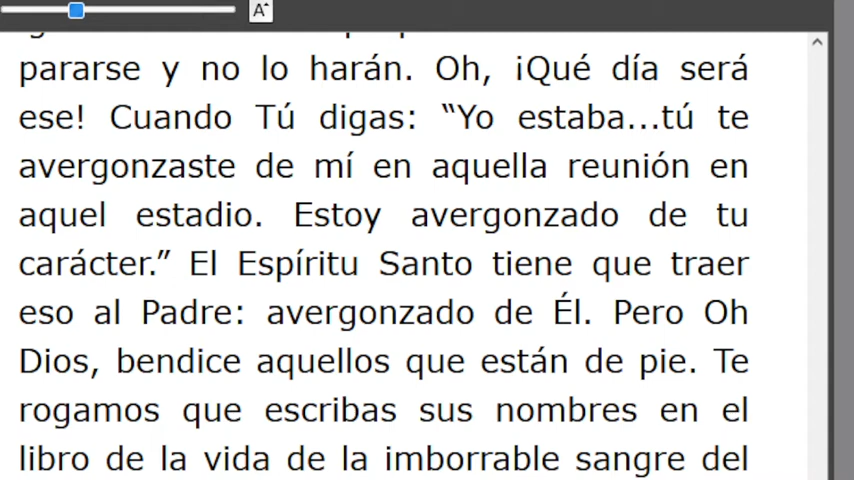 A
pararse y no lo harán. Oh, ¡Qué día será
ese! Cuando Tú digas: “Yo estaba...tú te
avergonzaste de mí en aquella reunión en
aquel estadio. Estoy avergonzado de tu
carácter.” El Espíritu Santo tiene que traer
eso al Padre: avergonzado de Él. Pero Oh
Dios, bendice aquellos que están de pie. Te
rogamos que escribas sus nombres en el
libro de la vida de la imborrable sangre del